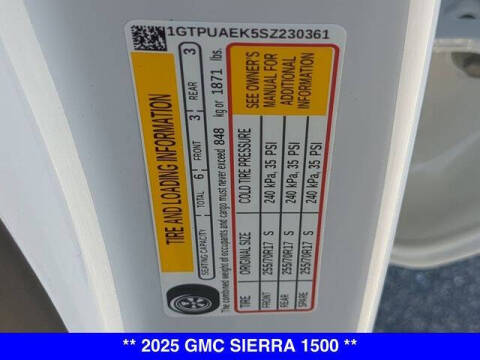 1GTPUAEK5SZ230361
TIRE AND LOADING INFORMATION
SEATING CAPACITY | TOTAL 6 | FRONT 3 | REAR 3
The combined weight of occupants and cargo must never exceed 848 kg or 1871 lbs.
TIRE ORIGINAL SIZE COLD TIRE PRESSURE
FRONT 255/70R17 S 240 kPa, 35 PSI
REAR 255/70R17 S 240 kPa, 35 PSI
SPARE 255/70R17 S 240 kPa, 35 PSI
SEE OWNER'S
MANUAL FOR
ADDITIONAL
INFORMATION
** 2025 GMC SIERRA 1500 **